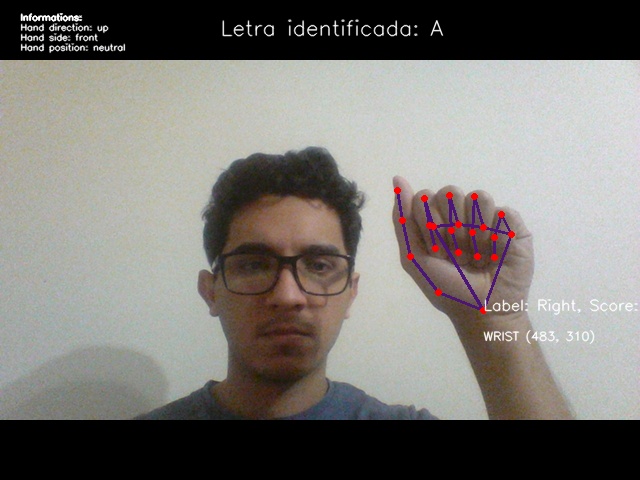 Informations:
Hand direction: up
Hand side: front
Hand position: neutral
Letra identificada: A
Label: Right, Score:
WRIST (483, 310)